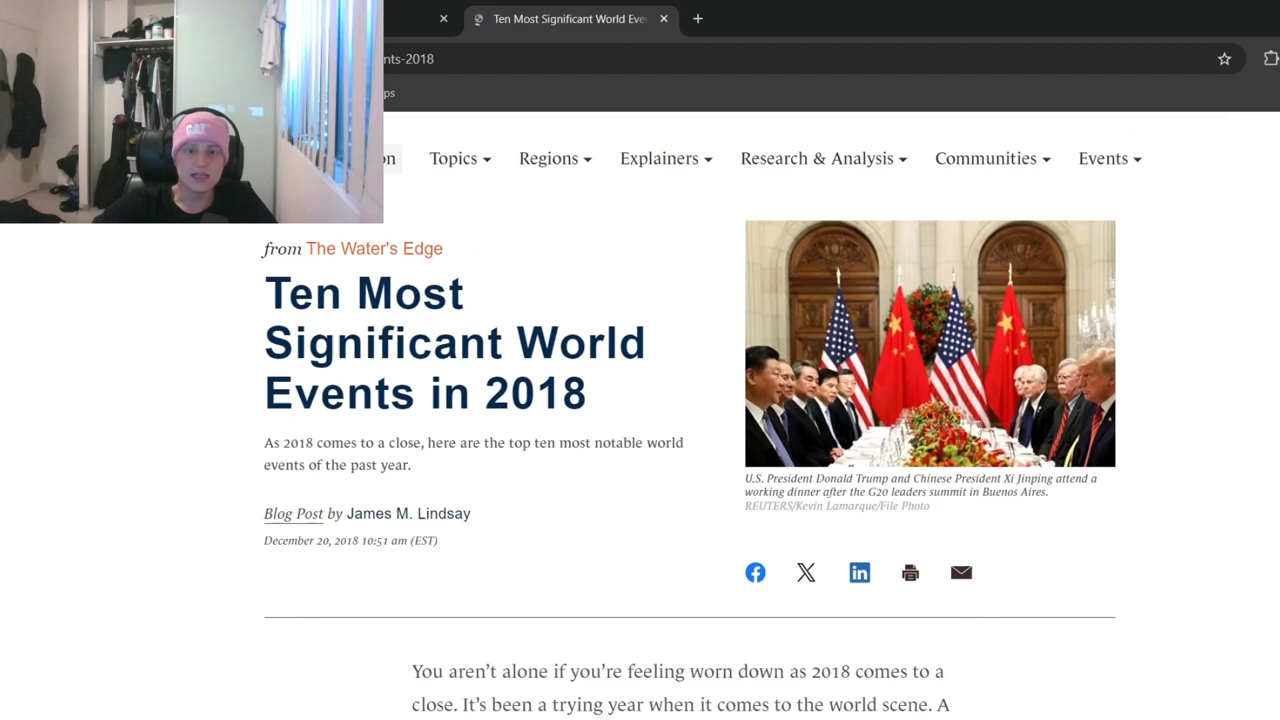 Ten Most Significant World Eve
nts-2018
ps
CAT
on Topics Regions Explainers Research & Analysis Communities Events
from The Water's Edge
Ten Most
Significant World
Events in 2018
As 2018 comes to a close, here are the top ten most notable world
events of the past year.
Blog Post by James M. Lindsay
December 20, 2018 10:51 am (EST)
U.S. President Donald Trump and Chinese President Xi Jinping attend a
working dinner after the G20 leaders summit in Buenos Aires.
REUTERS/Kevin Lamarque/File Photo
You aren't alone if you're feeling worn down as 2018 comes to a
close. It's been a trying year when it comes to the world scene. A